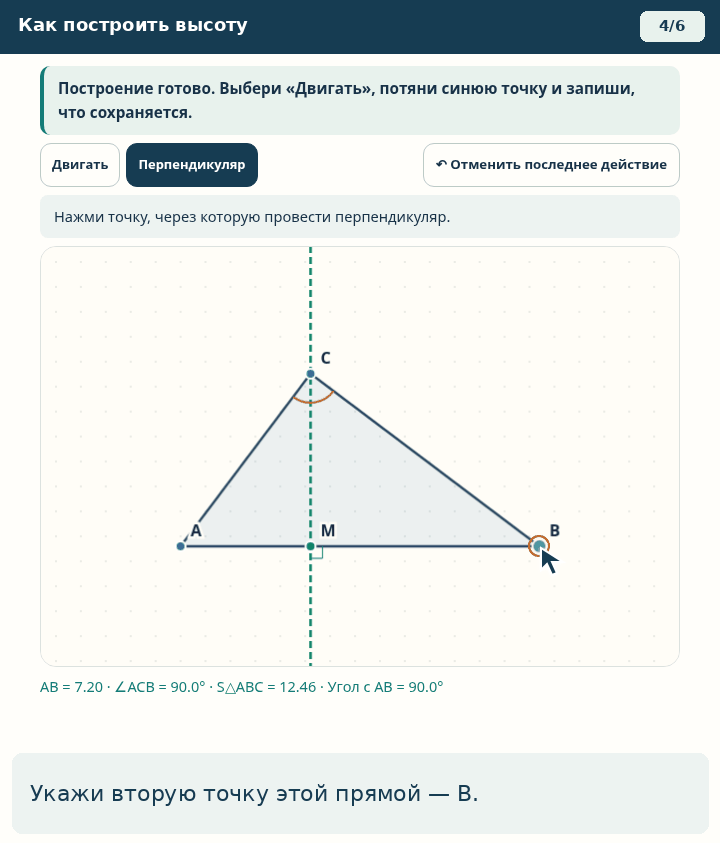 Как построить высоту
4/6
Построение готово. Выбери «Двигать», потяни синюю точку и запиши,
что сохраняется.
Двигать
Перпендикуляр
↶ Отменить последнее действие
Нажми точку, через которую провести перпендикуляр.
C
A
M
B
AB = 7.20 · ∠ACB = 90.0° · S△ABC = 12.46 · Угол с AB = 90.0°
Укажи вторую точку этой прямой — B.